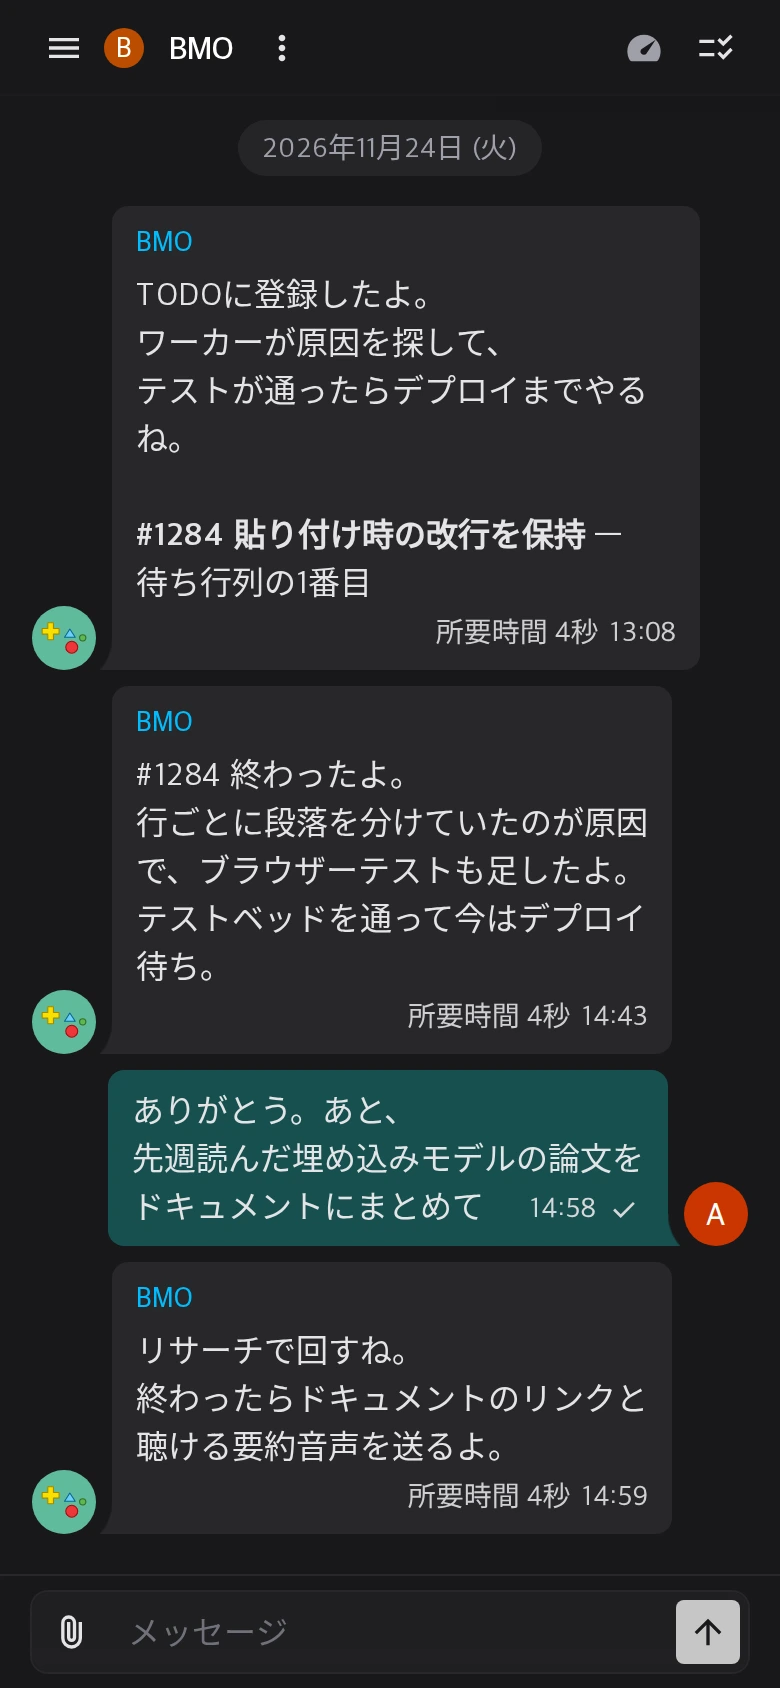 B BMO
2026年11月24日 (火)
BMO
TODOに登録したよ。
ワーカーが原因を探して、
テストが通ったらデプロイまでやる
ね。
#1284 貼り付け時の改行を保持 —
待ち行列の1番目
所要時間 4秒 13:08
BMO
#1284 終わったよ。
行ごとに段落を分けていたのが原因
で、ブラウザーテストも足したよ。
テストベッドを通って今はデプロイ
待ち。
所要時間 4秒 14:43
ありがとう。あと、
先週読んだ埋め込みモデルの論文を
ドキュメントにまとめて 14:58
A
BMO
リサーチで回すね。
終わったらドキュメントのリンクと
聴ける要約音声を送るよ。
所要時間 4秒 14:59
メッセージ